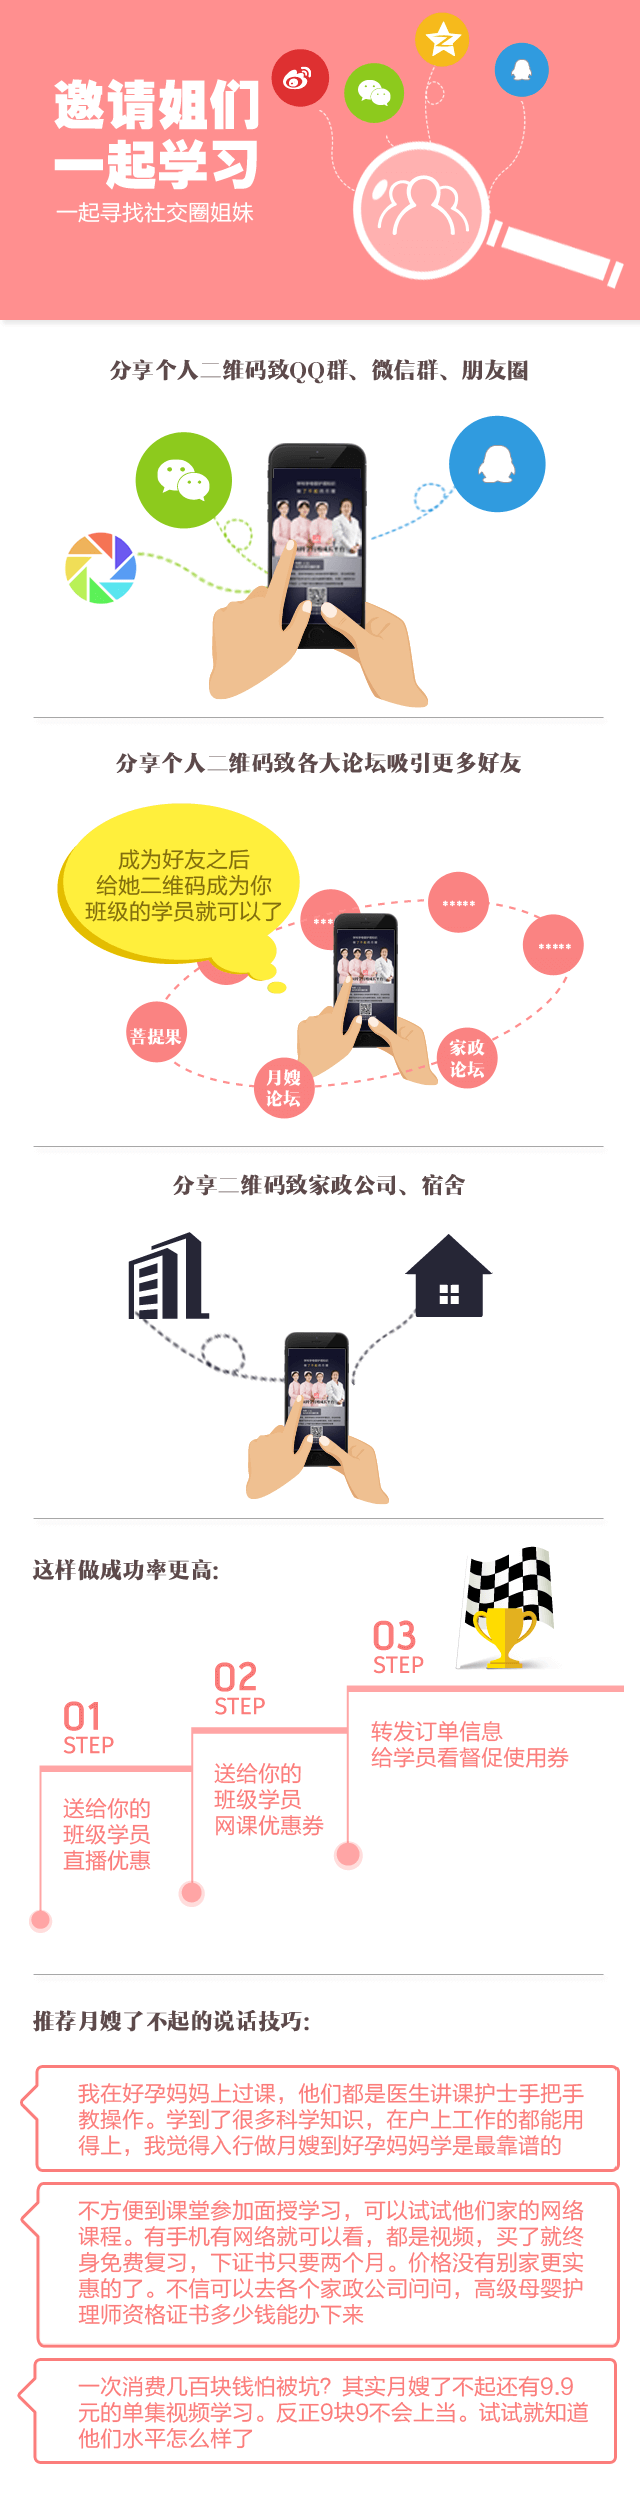 邀请姐们
一起学习
一起寻找社交圈姐妹
分享个人二维码致QQ群、微信群、朋友圈
分享个人二维码致各大论坛吸引更多好友
成为好友之后
给她二维码成为你
班级的学员就可以了
*****
*****
菩提果
月嫂
论坛
家政
论坛
分享二维码致家政公司、宿舍
这样做成功率更高:
01
STEP
送给你的
班级学员
直播优惠
02
STEP
送给你的
班级学员
网课优惠券
03
STEP
转发订单信息
给学员看督促使用券
推荐月嫂了不起的说话技巧:
我在好孕妈妈上过课，他们都是医生讲课护士手把手
教操作。学到了很多科学知识，在户上工作的都能用
得上，我觉得入行做月嫂到好孕妈妈学是最靠谱的
不方便到课堂参加面授学习，可以试试他们家的网络
课程。有手机有网络就可以看，都是视频，买了就终
身免费复习，下证书只要两个月。价格没有别家更实
惠的了。不信可以去各个家政公司问问，高级母婴护
理师资格证书多少钱能办下来
一次消费几百块钱怕被坑？其实月嫂了不起还有9.9
元的单集视频学习。反正9块9不会上当。试试就知道
他们水平怎么样了